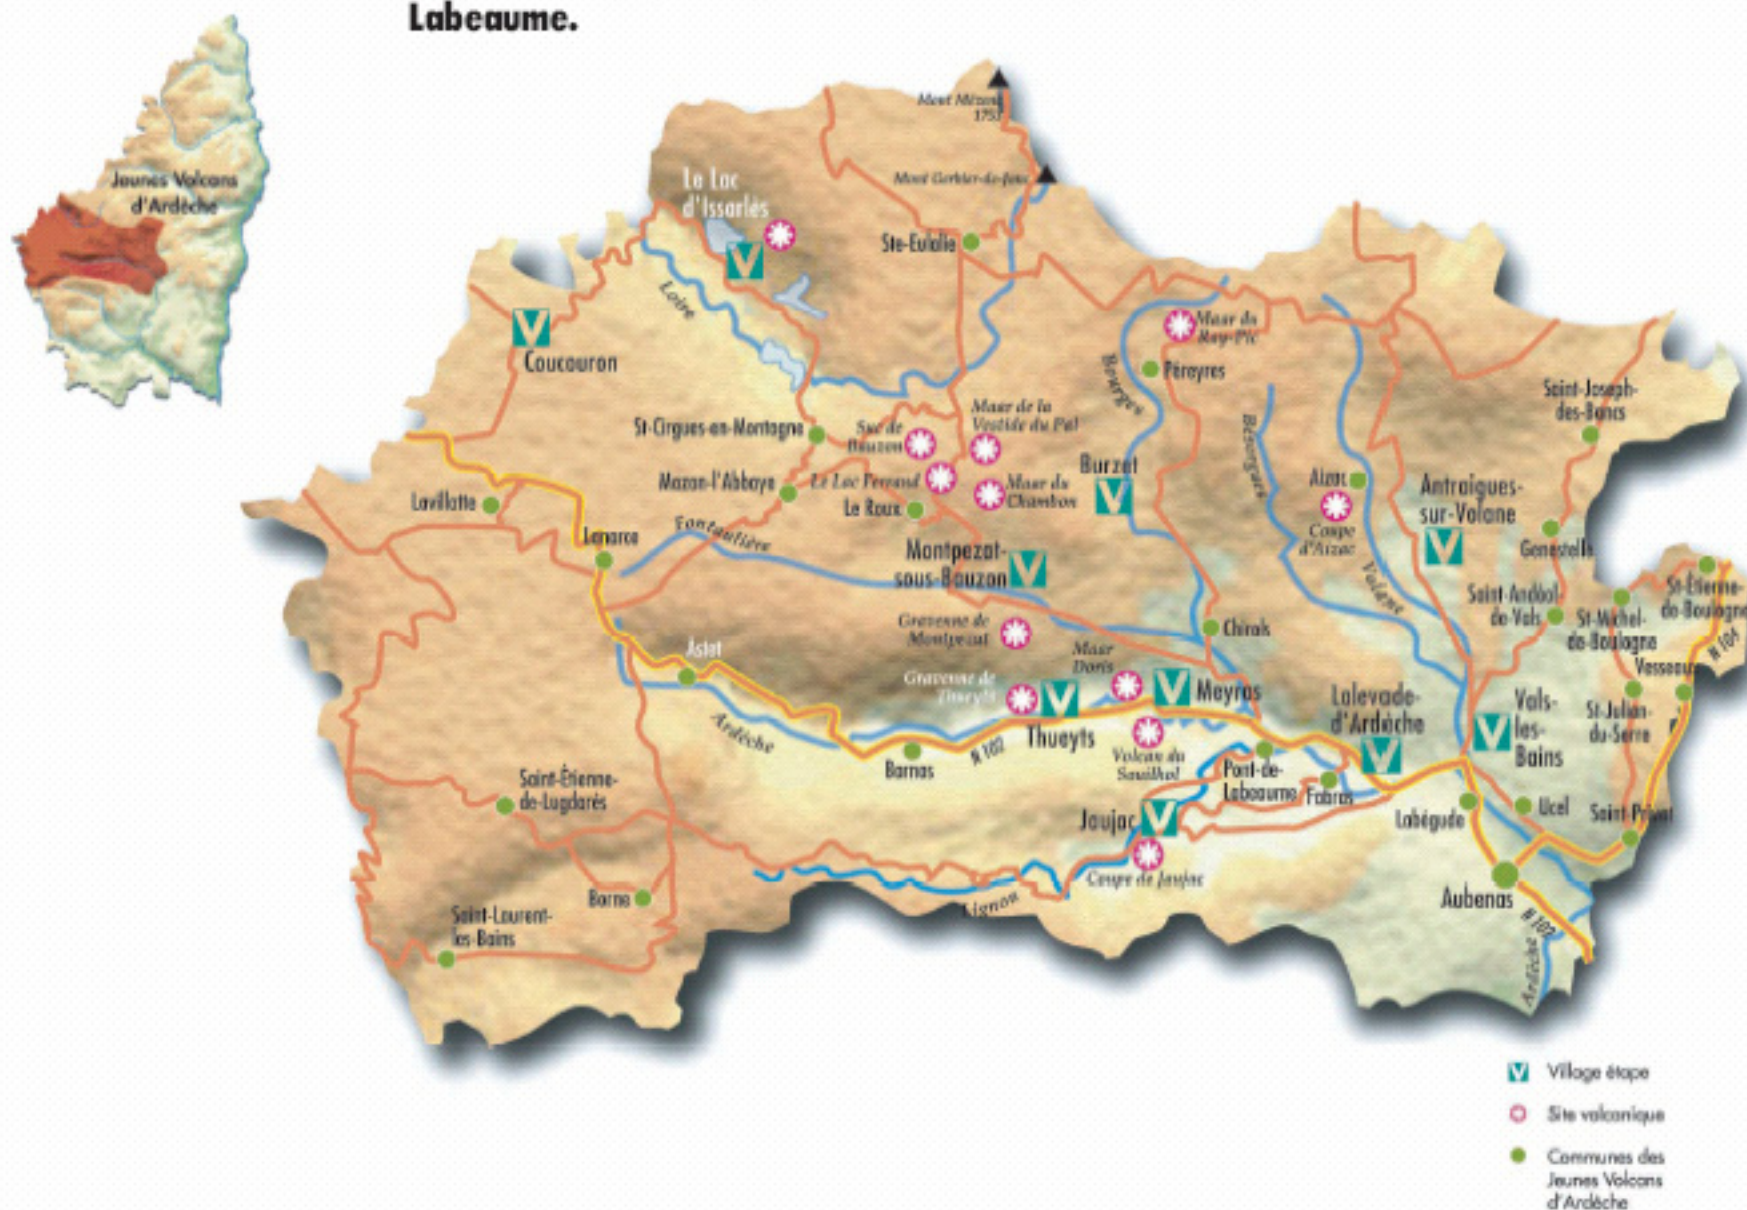 Labeaume.
Jeunes Volcans
d'Ardèche
Mont Mézenc
1753
Mont Gerbier-de-Jonc
Le Lac
d'Issarlès
Ste-Eulalie
Loire
Coucouron
Maar du
Ray-Pic
Péreyres
Bourges
Saint-Joseph-
des-Bancs
Maar de la
Vestide du Pal
St-Cirgues-en-Montagne
Suc de
Bauzon
Burzet
Bésorgues
Mazan-l'Abbaye
Le Lac Ferrand
Maar du
Chambon
Aizac
Antraigues-
sur-Volane
Lavillatte
Le Roux
Coupe
d'Aizac
Genestelle
Lanarce
Fontaulière
Montpezat-
sous-Bauzon
Volane
Saint-Andéol-
de-Vals
St-Étienne-
de-Boulogne
St-Michel-
de-Boulogne
Gravenne de
Montpezat
Chirols
N 104
Astet
Maar
Doris
Vesseaux
Gravenne de
Thueyts
Meyras
Lalevade-
d'Ardèche
Vals-
les-
Bains
St-Julien-
du-Serre
Ardèche
Thueyts
N 102
Barnas
Volcan du
Souilhol
Pont-de-
Labeaume
Fabras
Saint-Étienne-
de-Lugdarès
Jaujac
Labégude
Ucel
Saint-Privat
Coupe de Jaujac
Borne
Lignon
Aubenas
Saint-Laurent-
les-Bains
N 102
Ardèche
V Village étape
Site volcanique
Communes des
Jeunes Volcans
d'Ardèche